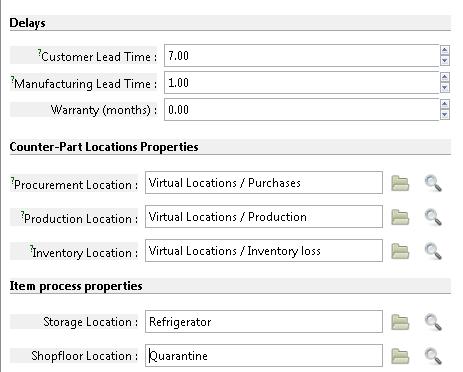 Delays
?Customer Lead Time : 7.00
?Manufacturing Lead Time : 1.00
Warranty (months) : 0.00
Counter-Part Locations Properties
?Procurement Location : Virtual Locations / Purchases
?Production Location : Virtual Locations / Production
?Inventory Location : Virtual Locations / Inventory loss
Item process properties
Storage Location : Refrigerator
Shopfloor Location : Quarantine